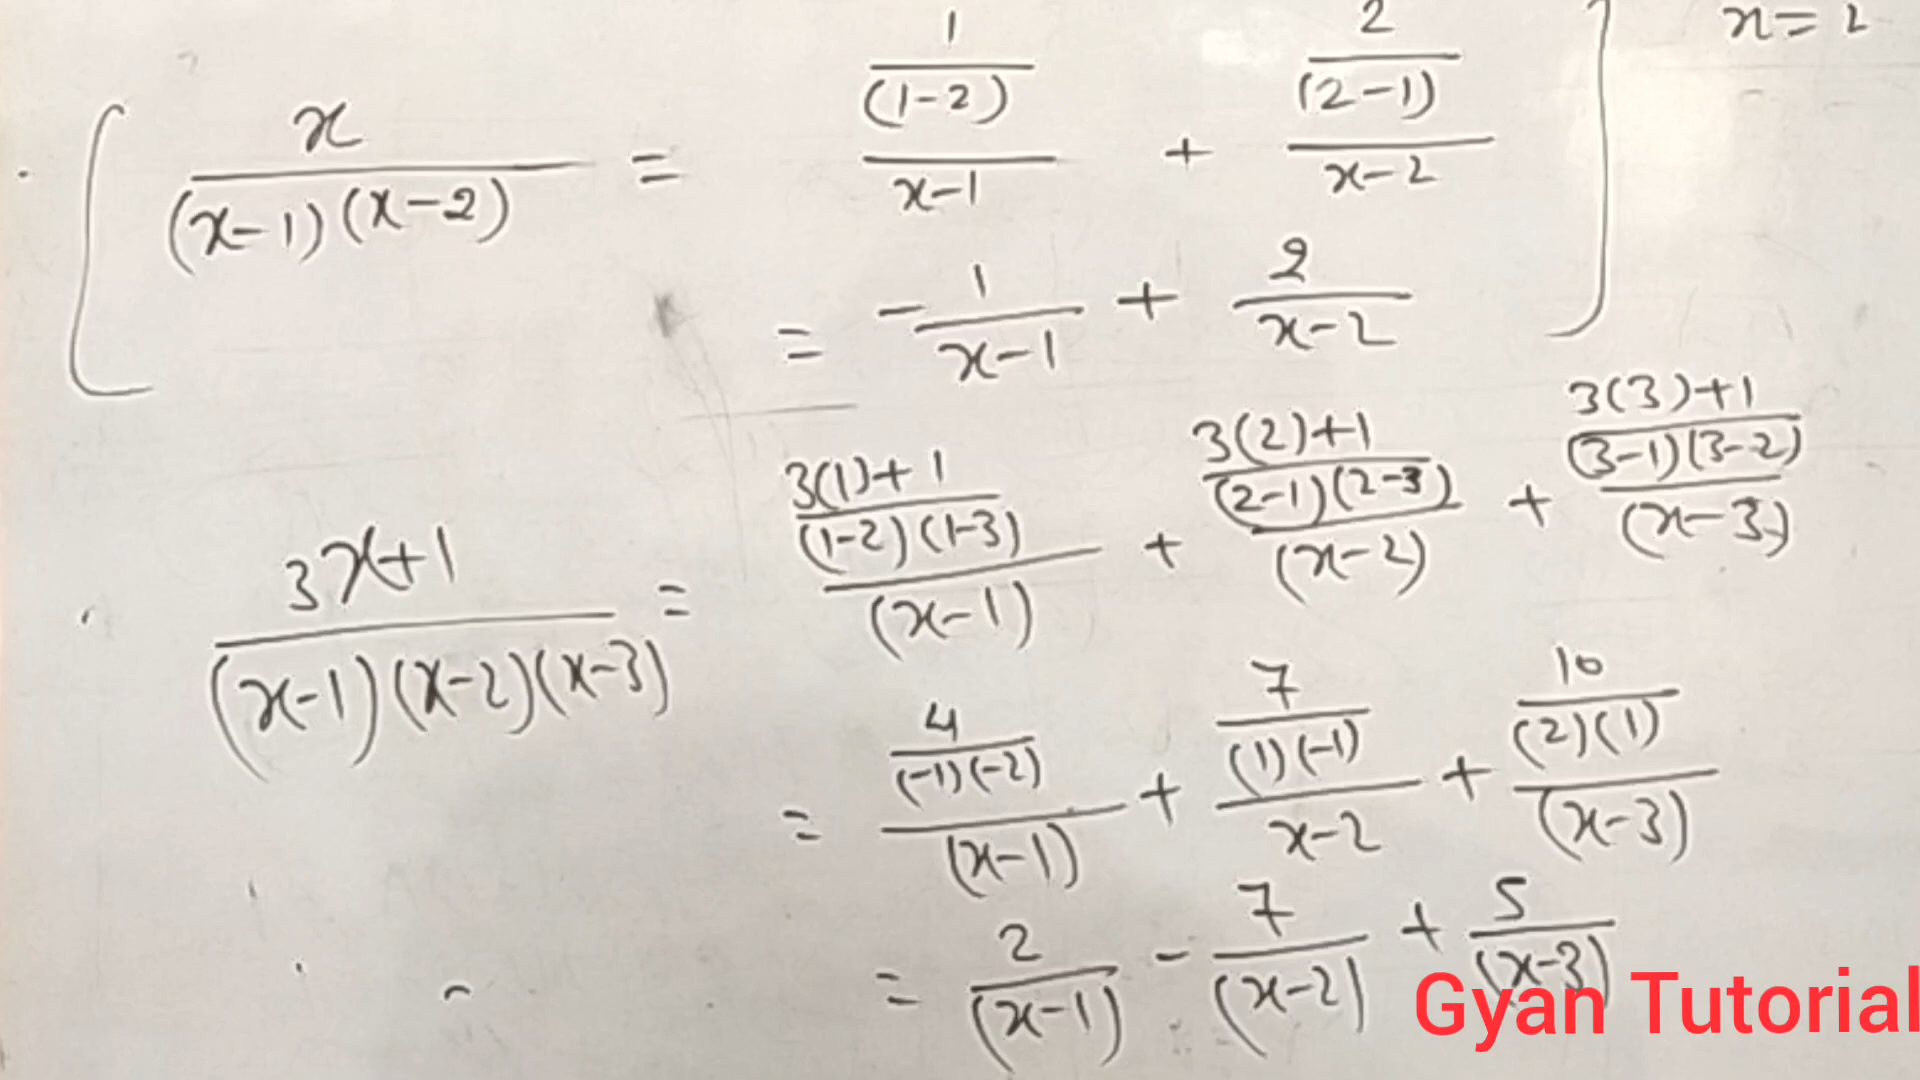 x = 2
x/((x-1)(x-2)) = (1/(1-2))/(x-1) + (2/(2-1))/(x-2)
= -1/(x-1) + 2/(x-2)
(3x+1)/((x-1)(x-2)(x-3)) = ((3(1)+1)/((1-2)(1-3)))/(x-1) + ((3(2)+1)/((2-1)(2-3)))/(x-2) + ((3(3)+1)/((3-1)(3-2)))/(x-3)
= (4/((-1)(-2)))/(x-1) + (7/((1)(-1)))/(x-2) + (10/((2)(1)))/(x-3)
= 2/(x-1) - 7/(x-2) + 5/(x-3)
Gyan Tutorial